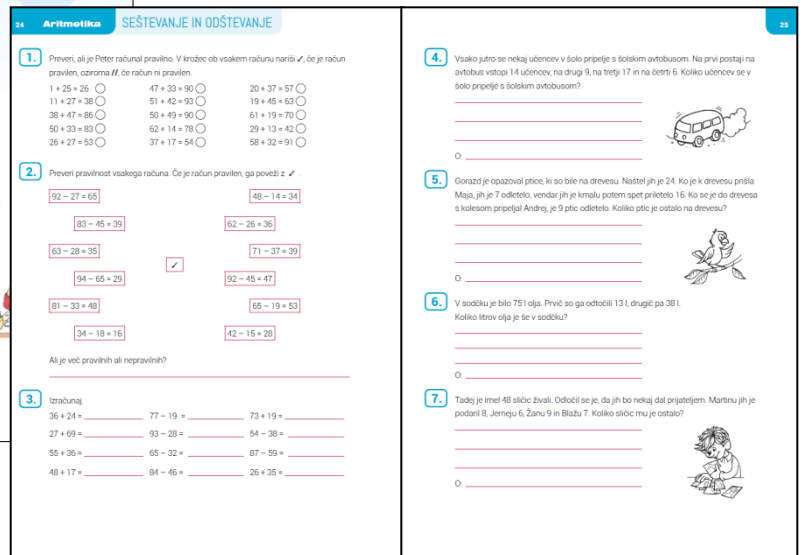 24 Aritmetika SEŠTEVANJE IN ODŠTEVANJE
1. Preveri, ali je Peter računal pravilno. V krožec ob vsakem računu nariši ✓, če je račun
pravilen, oziroma //, če račun ni pravilen.
1 + 25 = 26 47 + 33 = 90 20 + 37 = 57
11 + 27 = 38 51 + 42 = 93 19 + 45 = 63
38 + 47 = 86 50 + 49 = 90 61 + 19 = 70
50 + 33 = 83 62 + 14 = 78 29 + 13 = 42
26 + 27 = 53 37 + 17 = 54 58 + 32 = 91
2. Preveri pravilnost vsakega računa. Če je račun pravilen, ga poveži z ✓ .
92 – 27 = 65 48 – 14 = 34
83 – 45 = 39 62 – 26 = 36
63 – 28 = 35 71 – 37 = 39
✓
94 – 65 = 29 92 – 45 = 47
81 – 33 = 48 65 – 19 = 53
34 – 18 = 16 42 – 15 = 28
Ali je več pravilnih ali nepravilnih?
3. Izračunaj.
36 + 24 = 77 – 19 = 73 + 19 =
27 + 69 = 93 – 28 = 54 – 38 =
55 + 36 = 65 – 32 = 87 – 59 =
48 + 17 = 84 – 46 = 26 + 35 =
25
4. Vsako jutro se nekaj učencev v šolo pripelje s šolskim avtobusom. Na prvi postaji na
avtobus vstopi 14 učencev, na drugi 9, na tretji 17 in na četrti 6. Koliko učencev se v
šolo pripelje s šolskim avtobusom?
O:
5. Gorazd je opazoval ptice, ki so bile na drevesu. Naštel jih je 24. Ko je k drevesu prišla
Maja, jih je 7 odletelo, vendar jih je kmalu potem spet priletelo 16. Ko se je do drevesa
s kolesom pripeljal Andrej, je 9 ptic odletelo. Koliko ptic je ostalo na drevesu?
O:
6. V sodčku je bilo 75 l olja. Prvič so ga odtočili 13 l, drugič pa 38 l.
Koliko litrov olja je še v sodčku?
O:
7. Tadej je imel 48 sličic živali. Odločil se je, da jih bo nekaj dal prijateljem. Martinu jih je
podaril 8, Jerneju 6, Žanu 9 in Blažu 7. Koliko sličic mu je ostalo?
O: